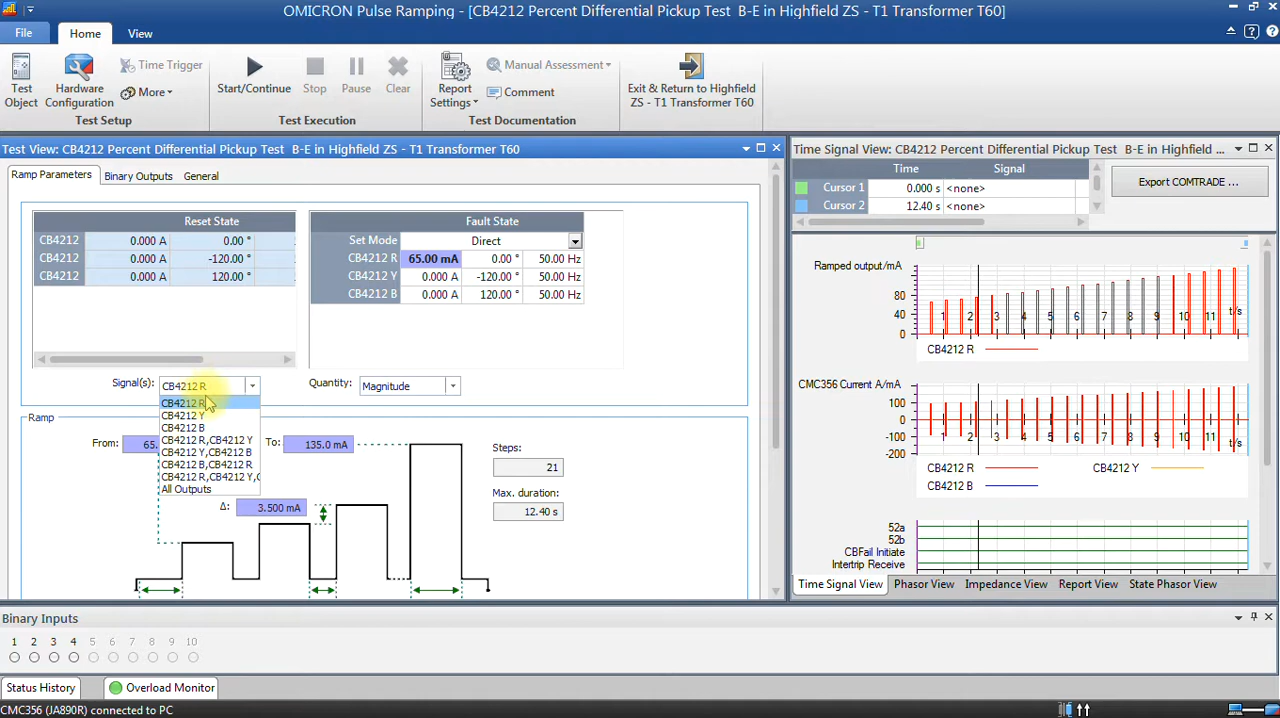 OMICRON Pulse Ramping - [CB4212 Percent Differential Pickup Test B-E in Highfield ZS - T1 Transformer T60]
File Home View
Test Object
Hardware Configuration
Time Trigger
More
Test Setup
Start/Continue Stop Pause Clear
Test Execution
Report Settings
Manual Assessment
Comment
Test Documentation
Exit & Return to Highfield ZS - T1 Transformer T60
Test View: CB4212 Percent Differential Pickup Test B-E in Highfield ZS - T1 Transformer T60
Ramp Parameters Binary Outputs General
Reset State
CB4212 0.000 A 0.00 °
CB4212 0.000 A -120.00 °
CB4212 0.000 A 120.00 °
Fault State
Set Mode Direct
CB4212 R 65.00 mA 0.00 ° 50.00 Hz
CB4212 Y 0.000 A -120.00 ° 50.00 Hz
CB4212 B 0.000 A 120.00 ° 50.00 Hz
Signal(s): CB4212 R
Quantity: Magnitude
CB4212 R
CB4212 Y
CB4212 B
CB4212 R,CB4212 Y
CB4212 Y,CB4212 B
CB4212 B,CB4212 R
CB4212 R,CB4212 Y,
All Outputs
Ramp
From: 65.
To: 135.0 mA
Δ: 3.500 mA
Steps:
21
Max. duration:
12.40 s
Time Signal View: CB4212 Percent Differential Pickup Test B-E in Highfield ZS - T1 Transformer T60 ...
Time Signal
Cursor 1 0.000 s <none>
Cursor 2 12.40 s <none>
Export COMTRADE ...
Ramped output/mA
80
40
0
1 2 3 4 5 6 7 8 9 10 11 t/s
CB4212 R
CMC356 Current A/mA
100
0
-100
-200
1 2 3 4 5 6 7 8 9 10 11 t/s
CB4212 R CB4212 Y
CB4212 B
52a
52b
CBFail Initiate
Intertrip Receive
Time Signal View Phasor View Impedance View Report View State Phasor View
Binary Inputs
1 2 3 4 5 6 7 8 9 10
Status History Overload Monitor
CMC356 (JA890R) connected to PC